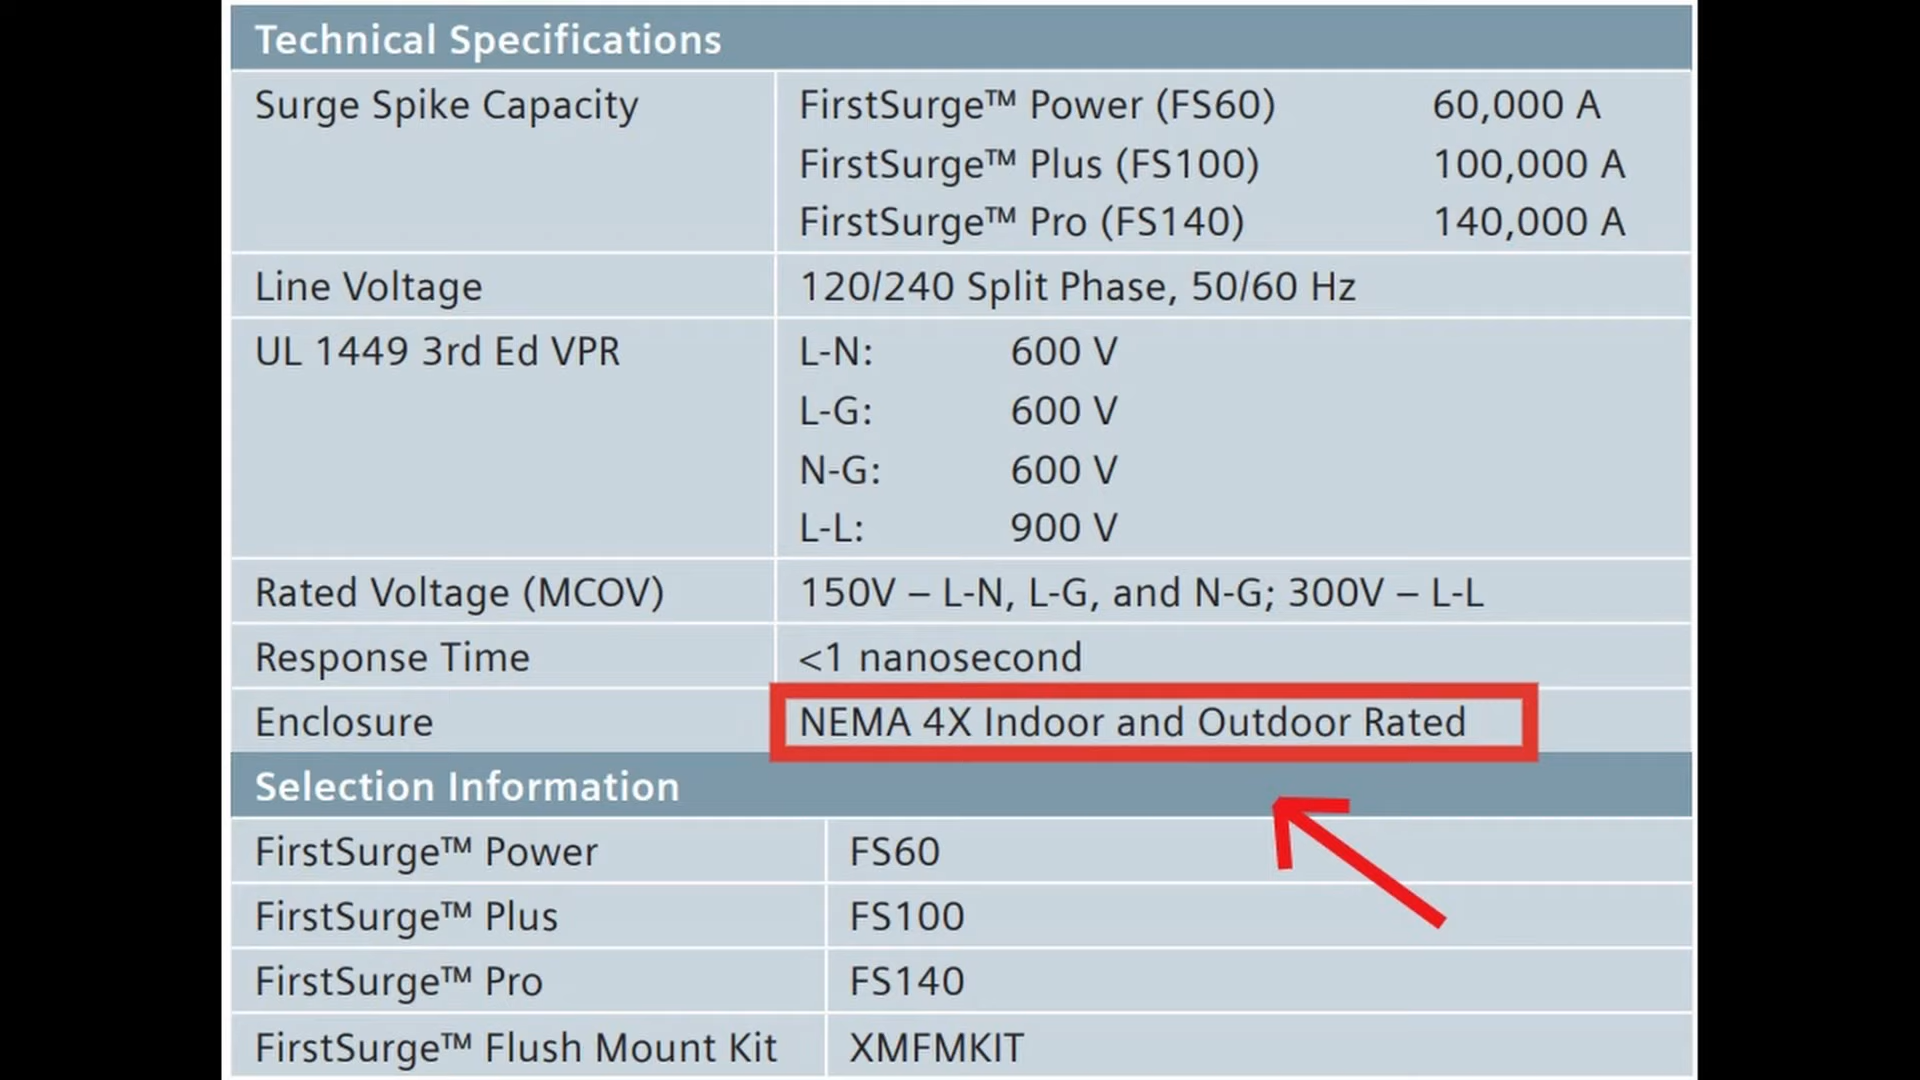 Technical Specifications
Surge Spike Capacity FirstSurge™ Power (FS60) 60,000 A
FirstSurge™ Plus (FS100) 100,000 A
FirstSurge™ Pro (FS140) 140,000 A
Line Voltage 120/240 Split Phase, 50/60 Hz
UL 1449 3rd Ed VPR L-N: 600 V
L-G: 600 V
N-G: 600 V
L-L: 900 V
Rated Voltage (MCOV) 150V – L-N, L-G, and N-G; 300V – L-L
Response Time <1 nanosecond
Enclosure NEMA 4X Indoor and Outdoor Rated
Selection Information
FirstSurge™ Power FS60
FirstSurge™ Plus FS100
FirstSurge™ Pro FS140
FirstSurge™ Flush Mount Kit XMFMKIT